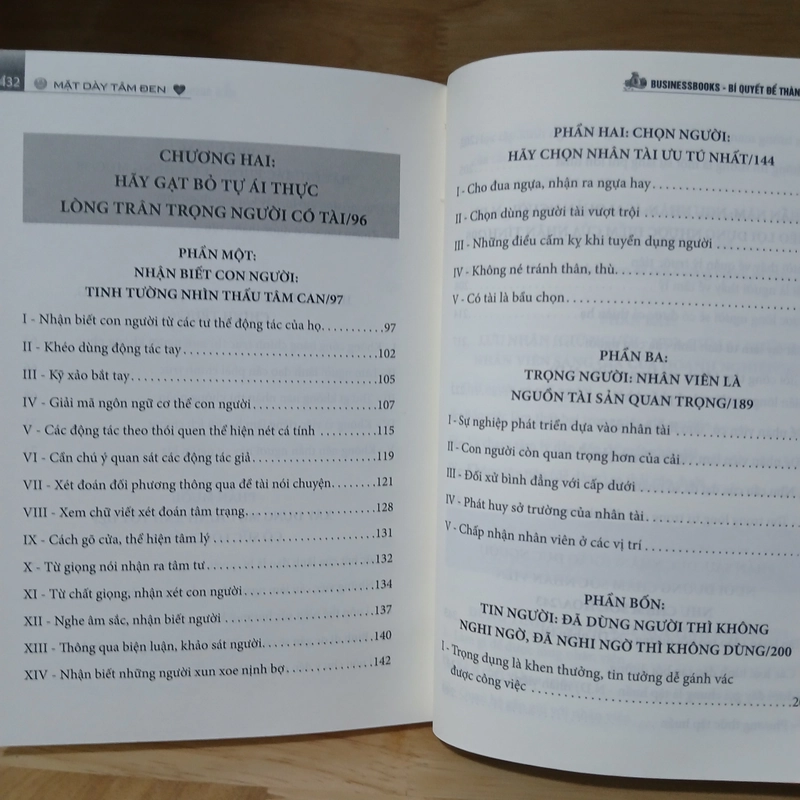 432
MẶT DÀY TÂM ĐEN
CHƯƠNG HAI:
HÃY GẠT BỎ TỰ ÁI THỰC
LÒNG TRÂN TRỌNG NGƯỜI CÓ TÀI/96
PHẦN MỘT:
NHẬN BIẾT CON NGƯỜI:
TINH TƯỜNG NHÌN THẤU TÂM CAN/97
I - Nhận biết con người từ các tư thế động tác của họ...........97
II - Khéo dùng động tác tay ........................102
III - Kỹ xảo bắt tay ........................105
IV - Giải mã ngôn ngữ cơ thể con người ........................107
V - Các động tác theo thói quen thể hiện nét cá tính ............115
VI - Cần chú ý quan sát các động tác giả ........................119
VII - Xét đoán đối phương thông qua đề tài nói chuyện........121
VIII - Xem chữ viết xét đoán tâm trạng........................128
IX - Cách gõ cửa, thể hiện tâm lý ........................131
X - Từ giọng nói nhận ra tâm tư ........................132
XI - Từ chất giọng, nhận xét con người ........................134
XII - Nghe âm sắc, nhận biết người ........................137
XIII - Thông qua biện luận, khảo sát người........................140
XIV - Nhận biết những người xun xoe nịnh bợ ........................142
BUSINESSBOOKS - BÍ QUYẾT ĐỂ THÀN
PHẦN HAI: CHỌN NGƯỜI:
HÃY CHỌN NHÂN TÀI ƯU TÚ NHẤT/144
I - Cho đua ngựa, nhận ra ngựa hay........................
II - Chọn dùng người tài vượt trội ........................
III - Những điều cấm kỵ khi tuyển dụng người ............
IV - Không né tránh thân, thù........................
V - Có tài là bầu chọn ........................
PHẦN BA:
TRỌNG NGƯỜI: NHÂN VIÊN LÀ
NGUỒN TÀI SẢN QUAN TRỌNG/189
I - Sự nghiệp phát triển dựa vào nhân tài ................
II - Con người còn quan trọng hơn của cải................
III - Đối xử bình đẳng với cấp dưới ................
IV - Phát huy sở trường của nhân tài................
V - Chấp nhận nhân viên ở các vị trí ................
PHẦN BỐN:
TIN NGƯỜI: ĐÃ DÙNG NGƯỜI THÌ KHÔNG
NGHI NGỜ, ĐÃ NGHI NGỜ THÌ KHÔNG DÙNG/200
I - Trọng dụng là khen thưởng, tin tưởng dễ gánh vác
được công việc ........................